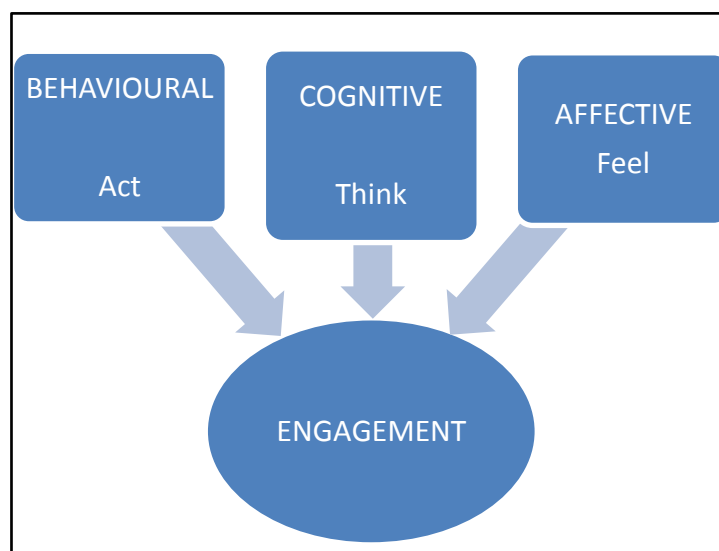 BEHAVIOURAL
Act
COGNITIVE
Think
AFFECTIVE
Feel
ENGAGEMENT